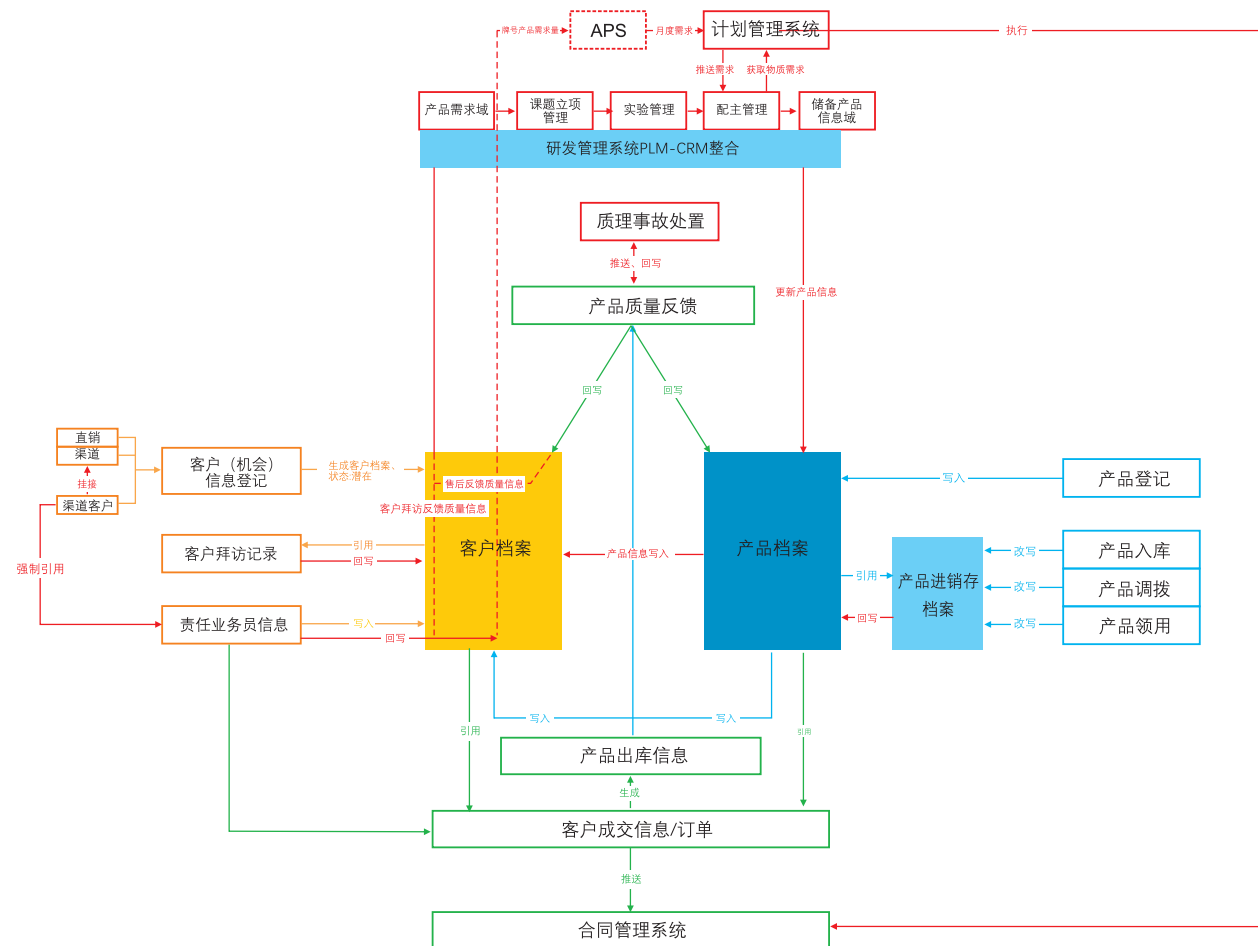 牌号产品需求量
APS
月度需求
计划管理系统
执行
推送需求
获取物质需求
产品需求域
课题立项
管理
实验管理
配主管理
储备产品
信息域
研发管理系统PLM-CRM整合
质理事故处置
推送、回写
更新产品信息
产品质量反馈
回写
回写
直销
渠道
挂接
渠道客户
强制引用
客户（机会）
信息登记
生成客户档案、
状态:潜在
售后反馈质量信息
客户拜访反馈质量信息
客户档案
产品信息写入
产品档案
写入
产品登记
客户拜访记录
引用
回写
引用
回写
产品进销存
档案
改写
改写
改写
产品入库
产品调拨
产品领用
责任业务员信息
写入
回写
写入
写入
引用
引用
产品出库信息
生成
客户成交信息/订单
推送
合同管理系统